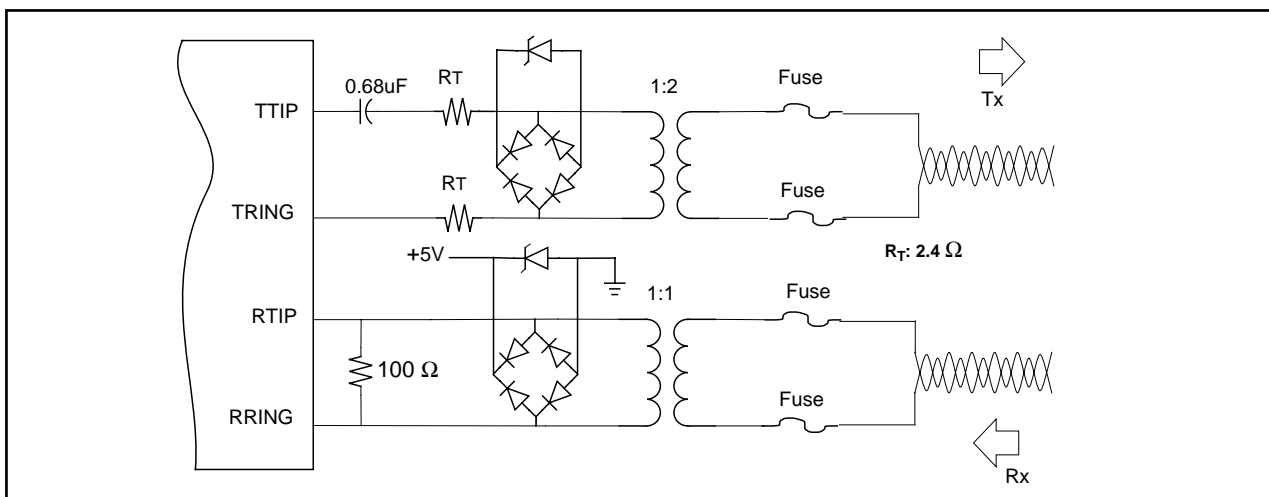 Fuse
Tx
1:2
RT
0.68uF
TTIP
RT
Fuse
TRING
RT: 2.4 Ω
+5V
1:1
Fuse
RTIP
100 Ω
Fuse
RRING
Rx